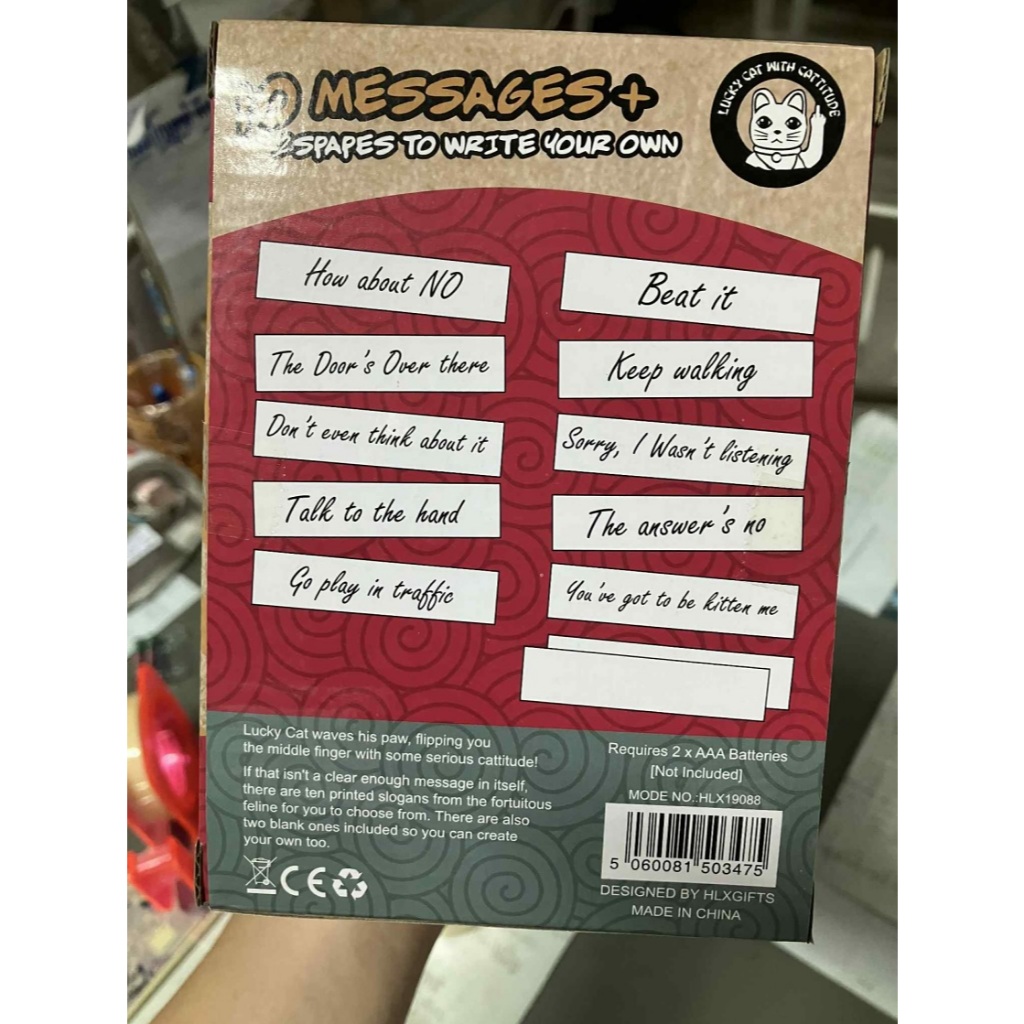 10 MESSAGES +
2 SPAPES TO WRITE YOUR OWN
LUCKY CAT WITH CATTITUDE
How about NO
The Door's Over there
Don't even think about it
Talk to the hand
Go play in traffic
Beat it
Keep walking
Sorry, I Wasn't listening
The answer's no
You've got to be kitten me
Lucky Cat waves his paw, flipping you
the middle finger with some serious cattitude!
If that isn't a clear enough message in itself,
there are ten printed slogans from the fortuitous
feline for you to choose from. There are also
two blank ones included so you can create
your own too.
CE
Requires 2 x AAA Batteries
[Not Included]
MODE NO.:HLX19088
5 060081 503475
DESIGNED BY HLXGIFTS
MADE IN CHINA